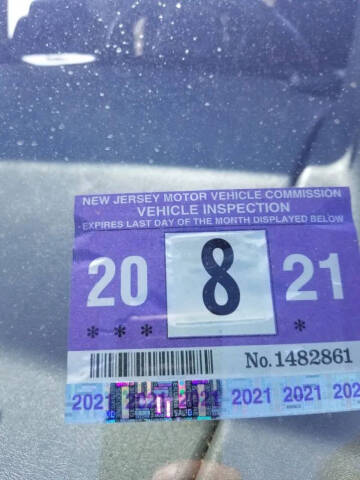 NEW JERSEY MOTOR VEHICLE COMMISSION
VEHICLE INSPECTION
EXPIRES LAST DAY OF THE MONTH DISPLAYED BELOW
20 8 21
* * * *
No.1482861
2021 2021 2021 2021 2021 202